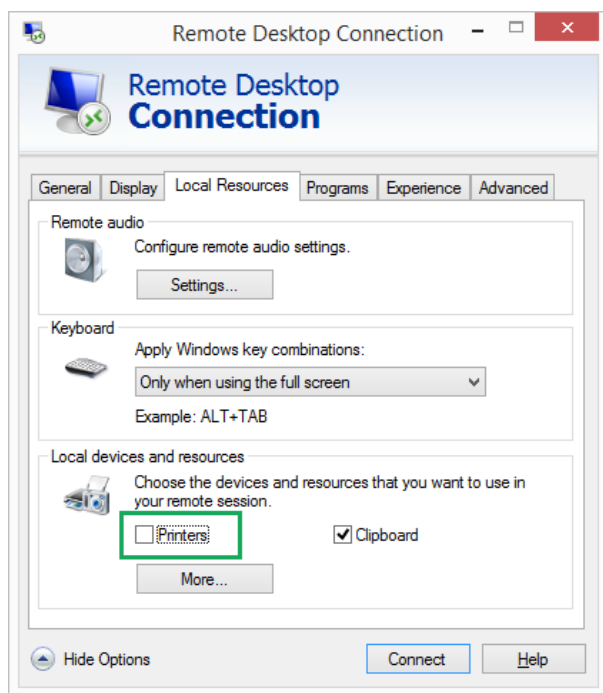 Remote Desktop Connection
Remote Desktop
Connection
General Display Local Resources Programs Experience Advanced
Remote audio
Configure remote audio settings.
Settings...
Keyboard
Apply Windows key combinations:
Only when using the full screen
Example: ALT+TAB
Local devices and resources
Choose the devices and resources that you want to use in
your remote session.
Printers Clipboard
More...
Hide Options Connect Help